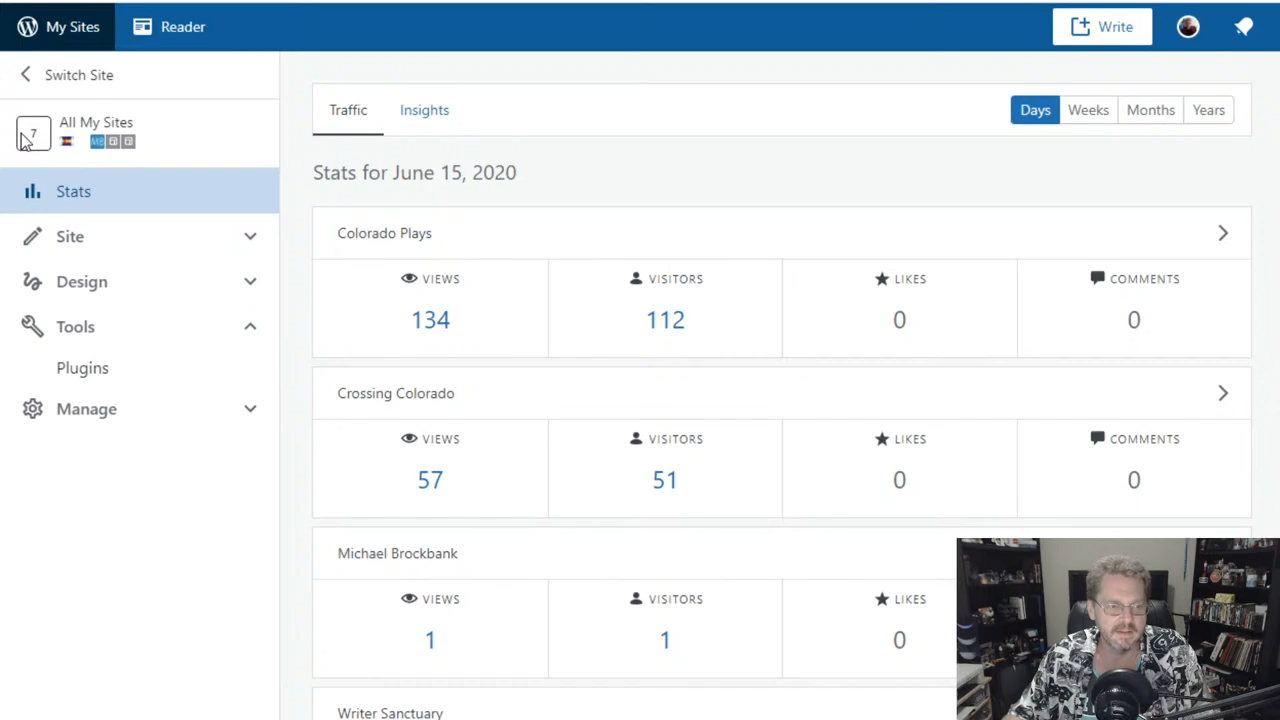 My Sites
Reader
Write
Switch Site
7
All My Sites
Stats
Site
Design
Tools
Plugins
Manage
Traffic
Insights
Days
Weeks
Months
Years
Stats for June 15, 2020
Colorado Plays
VIEWS
VISITORS
LIKES
COMMENTS
134
112
0
0
Crossing Colorado
VIEWS
VISITORS
LIKES
COMMENTS
57
51
0
0
Michael Brockbank
VIEWS
VISITORS
LIKES
1
1
0
Writer Sanctuary